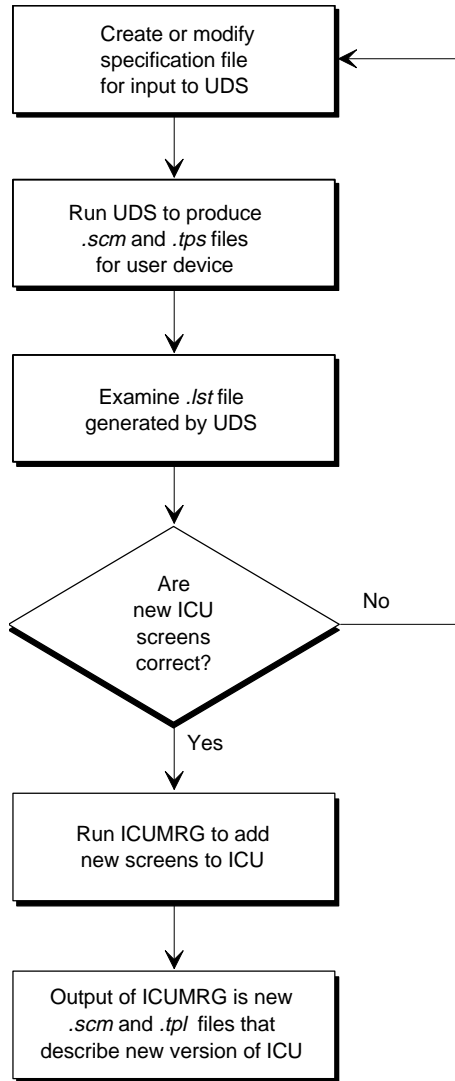 Create or modify
specification file
for input to UDS
Run UDS to produce
.scm and .tps files
for user device
Examine .lst file
generated by UDS
Are
new ICU
screens
correct?
No
Yes
Run ICUMRG to add
new screens to ICU
Output of ICUMRG is new
.scm and .tpl files that
describe new version of ICU